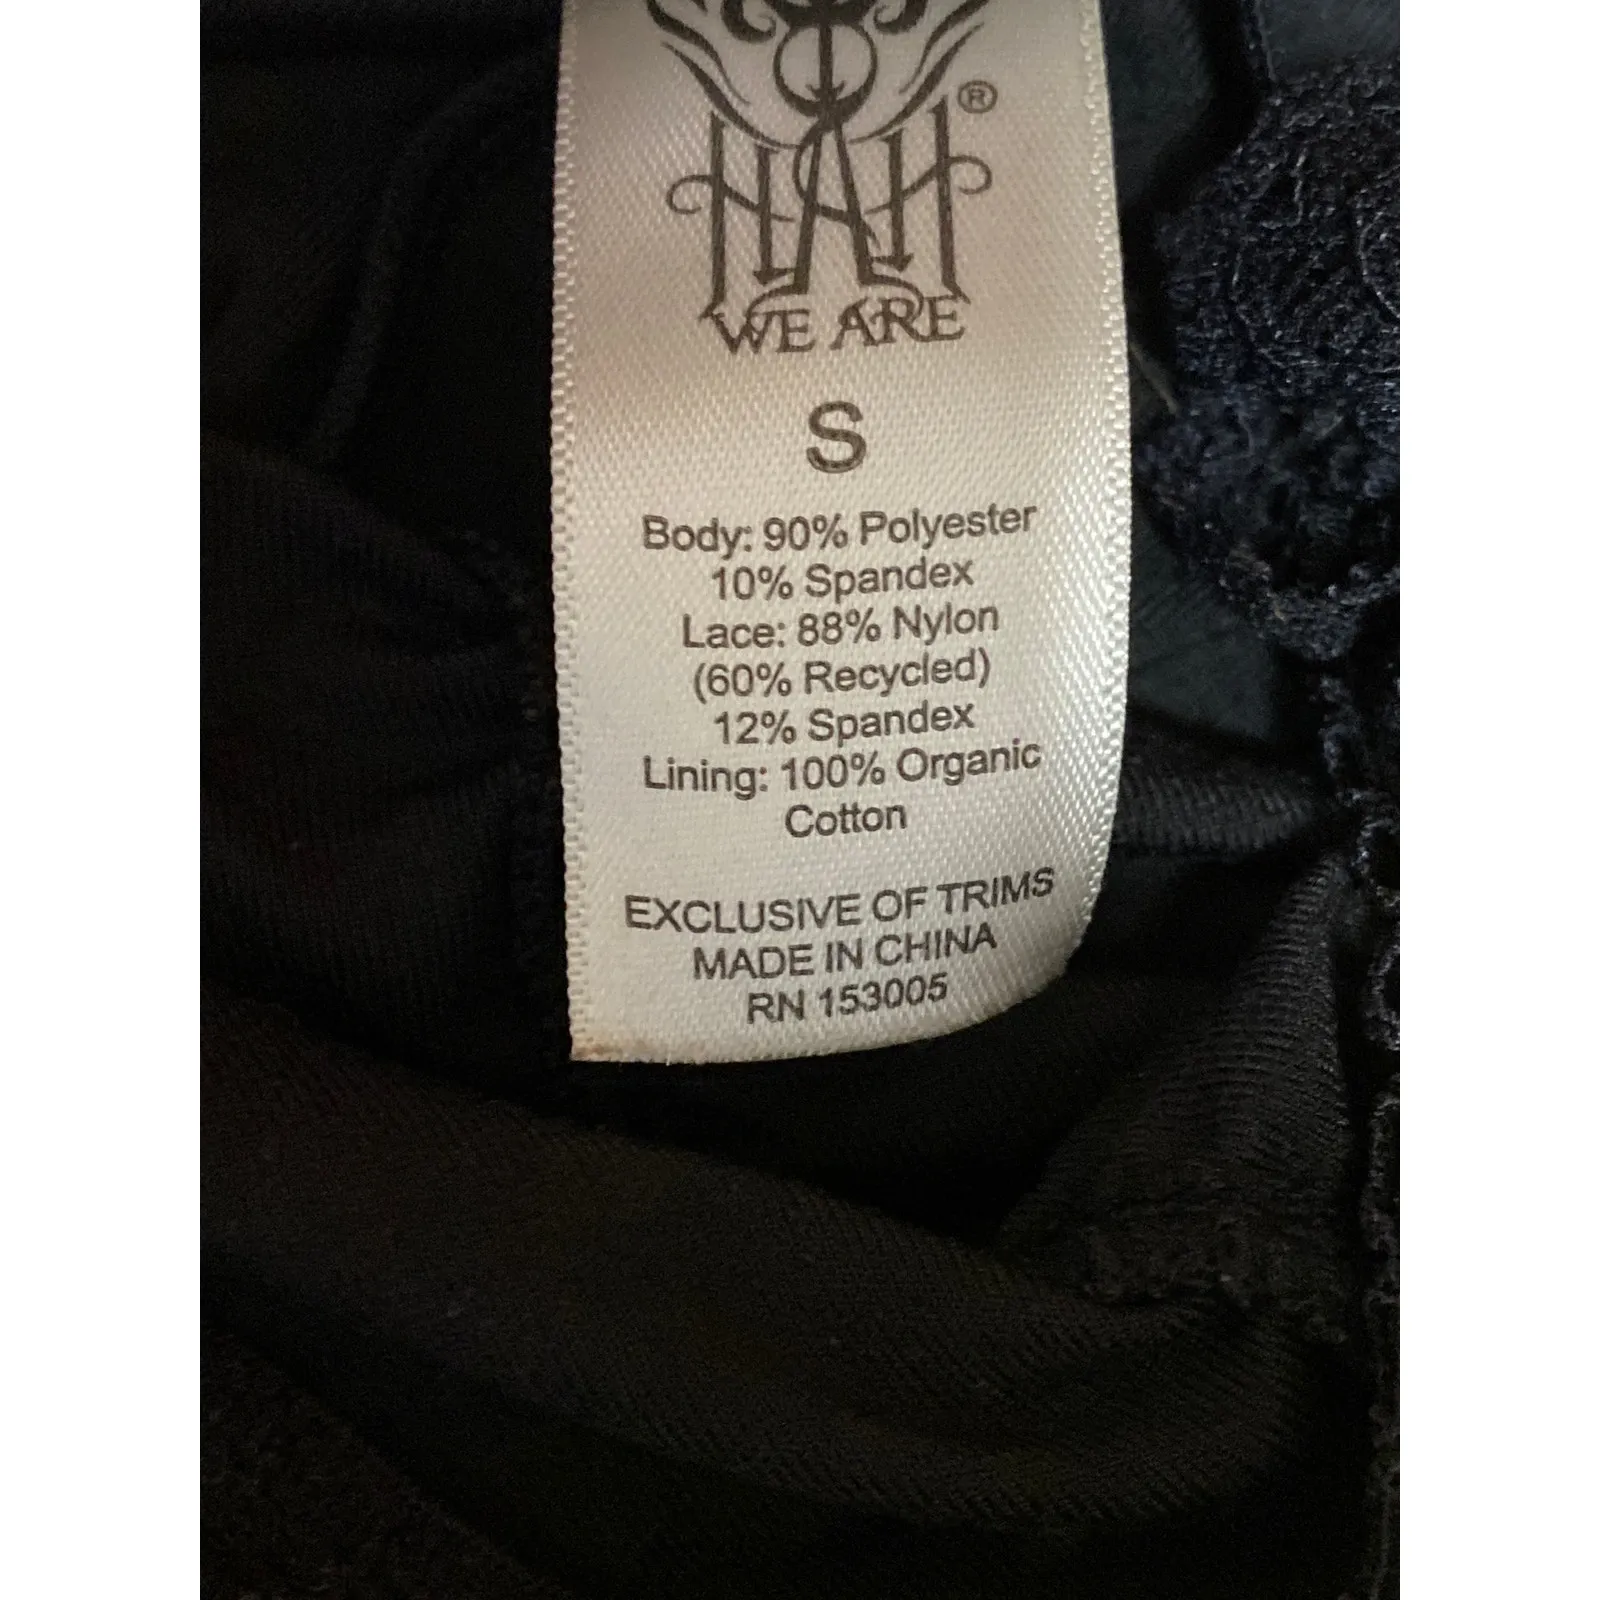 HAH®
WE ARE
S
Body: 90% Polyester
10% Spandex
Lace: 88% Nylon
(60% Recycled)
12% Spandex
Lining: 100% Organic
Cotton
EXCLUSIVE OF TRIMS
MADE IN CHINA
RN 153005